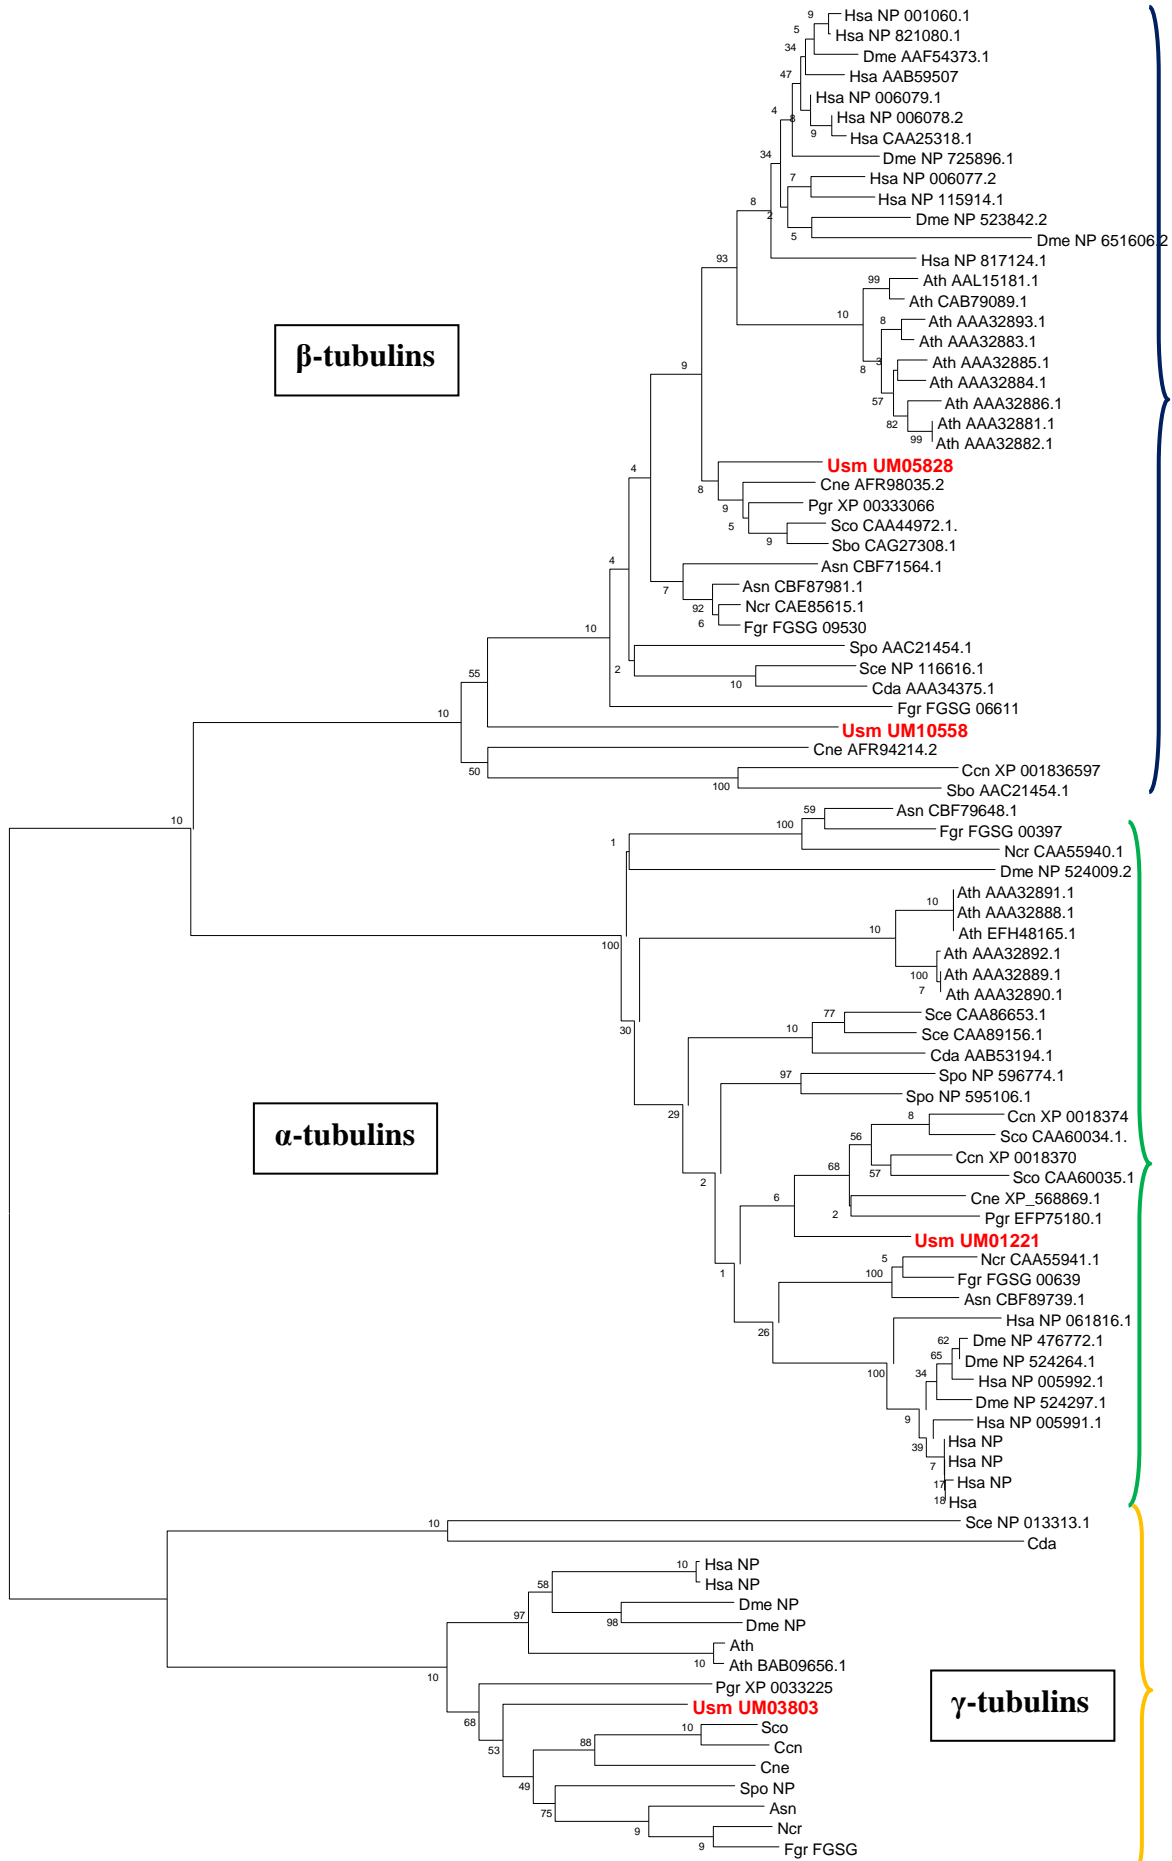 9
Hsa NP 001060.1
5
Hsa NP 821080.1
34
Dme AAF54373.1
47
Hsa AAB59507
Hsa NP 006079.1
4
8
Hsa NP 006078.2
9
Hsa CAA25318.1
34
Dme NP 725896.1
7
Hsa NP 006077.2
8
Hsa NP 115914.1
2
Dme NP 523842.2
5
Dme NP 651606.2
93
Hsa NP 817124.1
99
Ath AAL15181.1
Ath CAB79089.1
10
8
Ath AAA32893.1
Ath AAA32883.1
β-tubulins
9
8
3
Ath AAA32885.1
Ath AAA32884.1
57
Ath AAA32886.1
82
Ath AAA32881.1
99
Ath AAA32882.1
4
Usm UM05828
8
Cne AFR98035.2
9
Pgr XP 00333066
5
Sco CAA44972.1.
9
Sbo CAG27308.1
4
Asn CBF71564.1
7
Asn CBF87981.1
92
Ncr CAE85615.1
6
Fgr FGSG 09530
10
Spo AAC21454.1
2
Sce NP 116616.1
55
10
Cda AAA34375.1
Fgr FGSG 06611
10
Usm UM10558
Cne AFR94214.2
50
Ccn XP 001836597
100
Sbo AAC21454.1
10
59
Asn CBF79648.1
100
Fgr FGSG 00397
1
Ncr CAA55940.1
Dme NP 524009.2
10
Ath AAA32891.1
Ath AAA32888.1
10
Ath EFH48165.1
100
Ath AAA32892.1
100
Ath AAA32889.1
7
Ath AAA32890.1
77
Sce CAA86653.1
30
10
Sce CAA89156.1
Cda AAB53194.1
97
Spo NP 596774.1
Spo NP 595106.1
29
8
Ccn XP 0018374
α-tubulins
56
Sco CAA60034.1.
68
Ccn XP 0018370
57
Sco CAA60035.1
2
6
Cne XP_568869.1
2
Pgr EFP75180.1
Usm UM01221
5
Ncr CAA55941.1
1
100
Fgr FGSG 00639
Asn CBF89739.1
26
Hsa NP 061816.1
62
Dme NP 476772.1
65
Dme NP 524264.1
100
34
Hsa NP 005992.1
Dme NP 524297.1
9
Hsa NP 005991.1
39
Hsa NP
7
Hsa NP
17
Hsa NP
18
Hsa
10
Sce NP 013313.1
Cda
10
Hsa NP
58
Hsa NP
97
Dme NP
98
Dme NP
Ath
10
10
Ath BAB09656.1
Pgr XP 0033225
γ-tubulins
68
Usm UM03803
53
88
10
Sco
Ccn
Cne
49
Spo NP
75
Asn
9
Ncr
9
Fgr FGSG